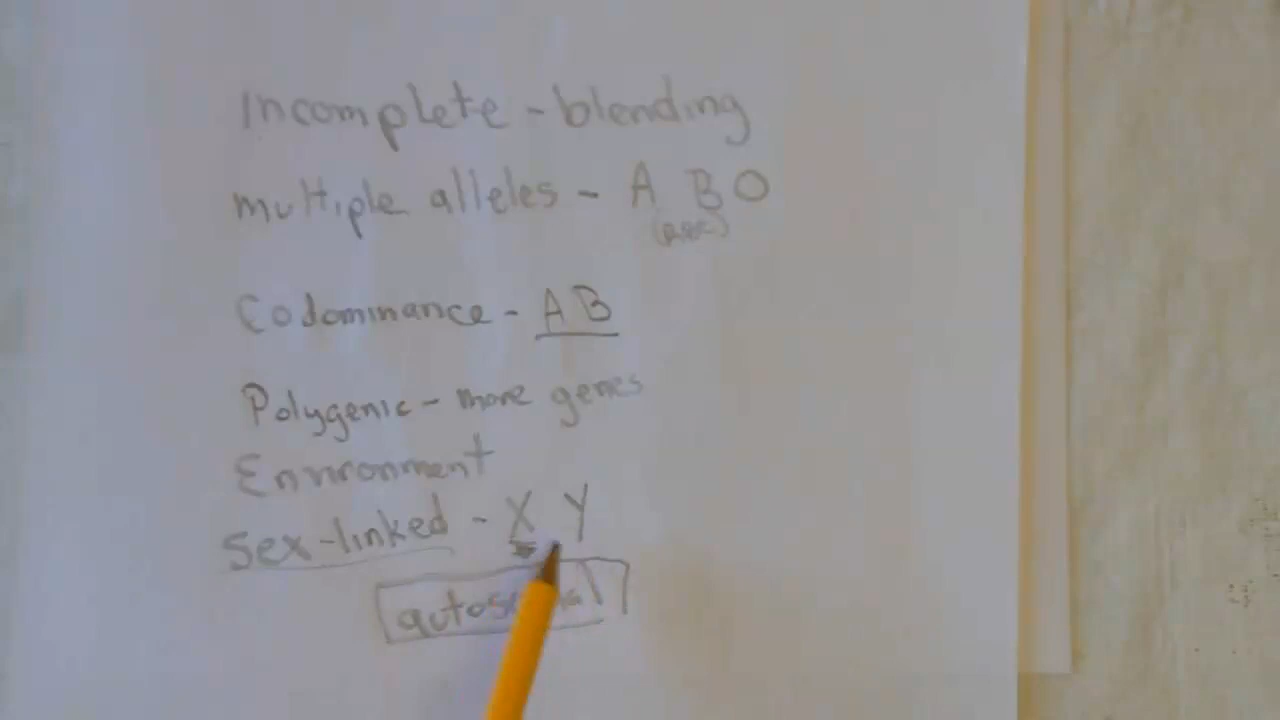 Incomplete - blending
multiple alleles - A B O
Codominance - AB
Polygenic - more genes
Environment
Sex-linked - X Y